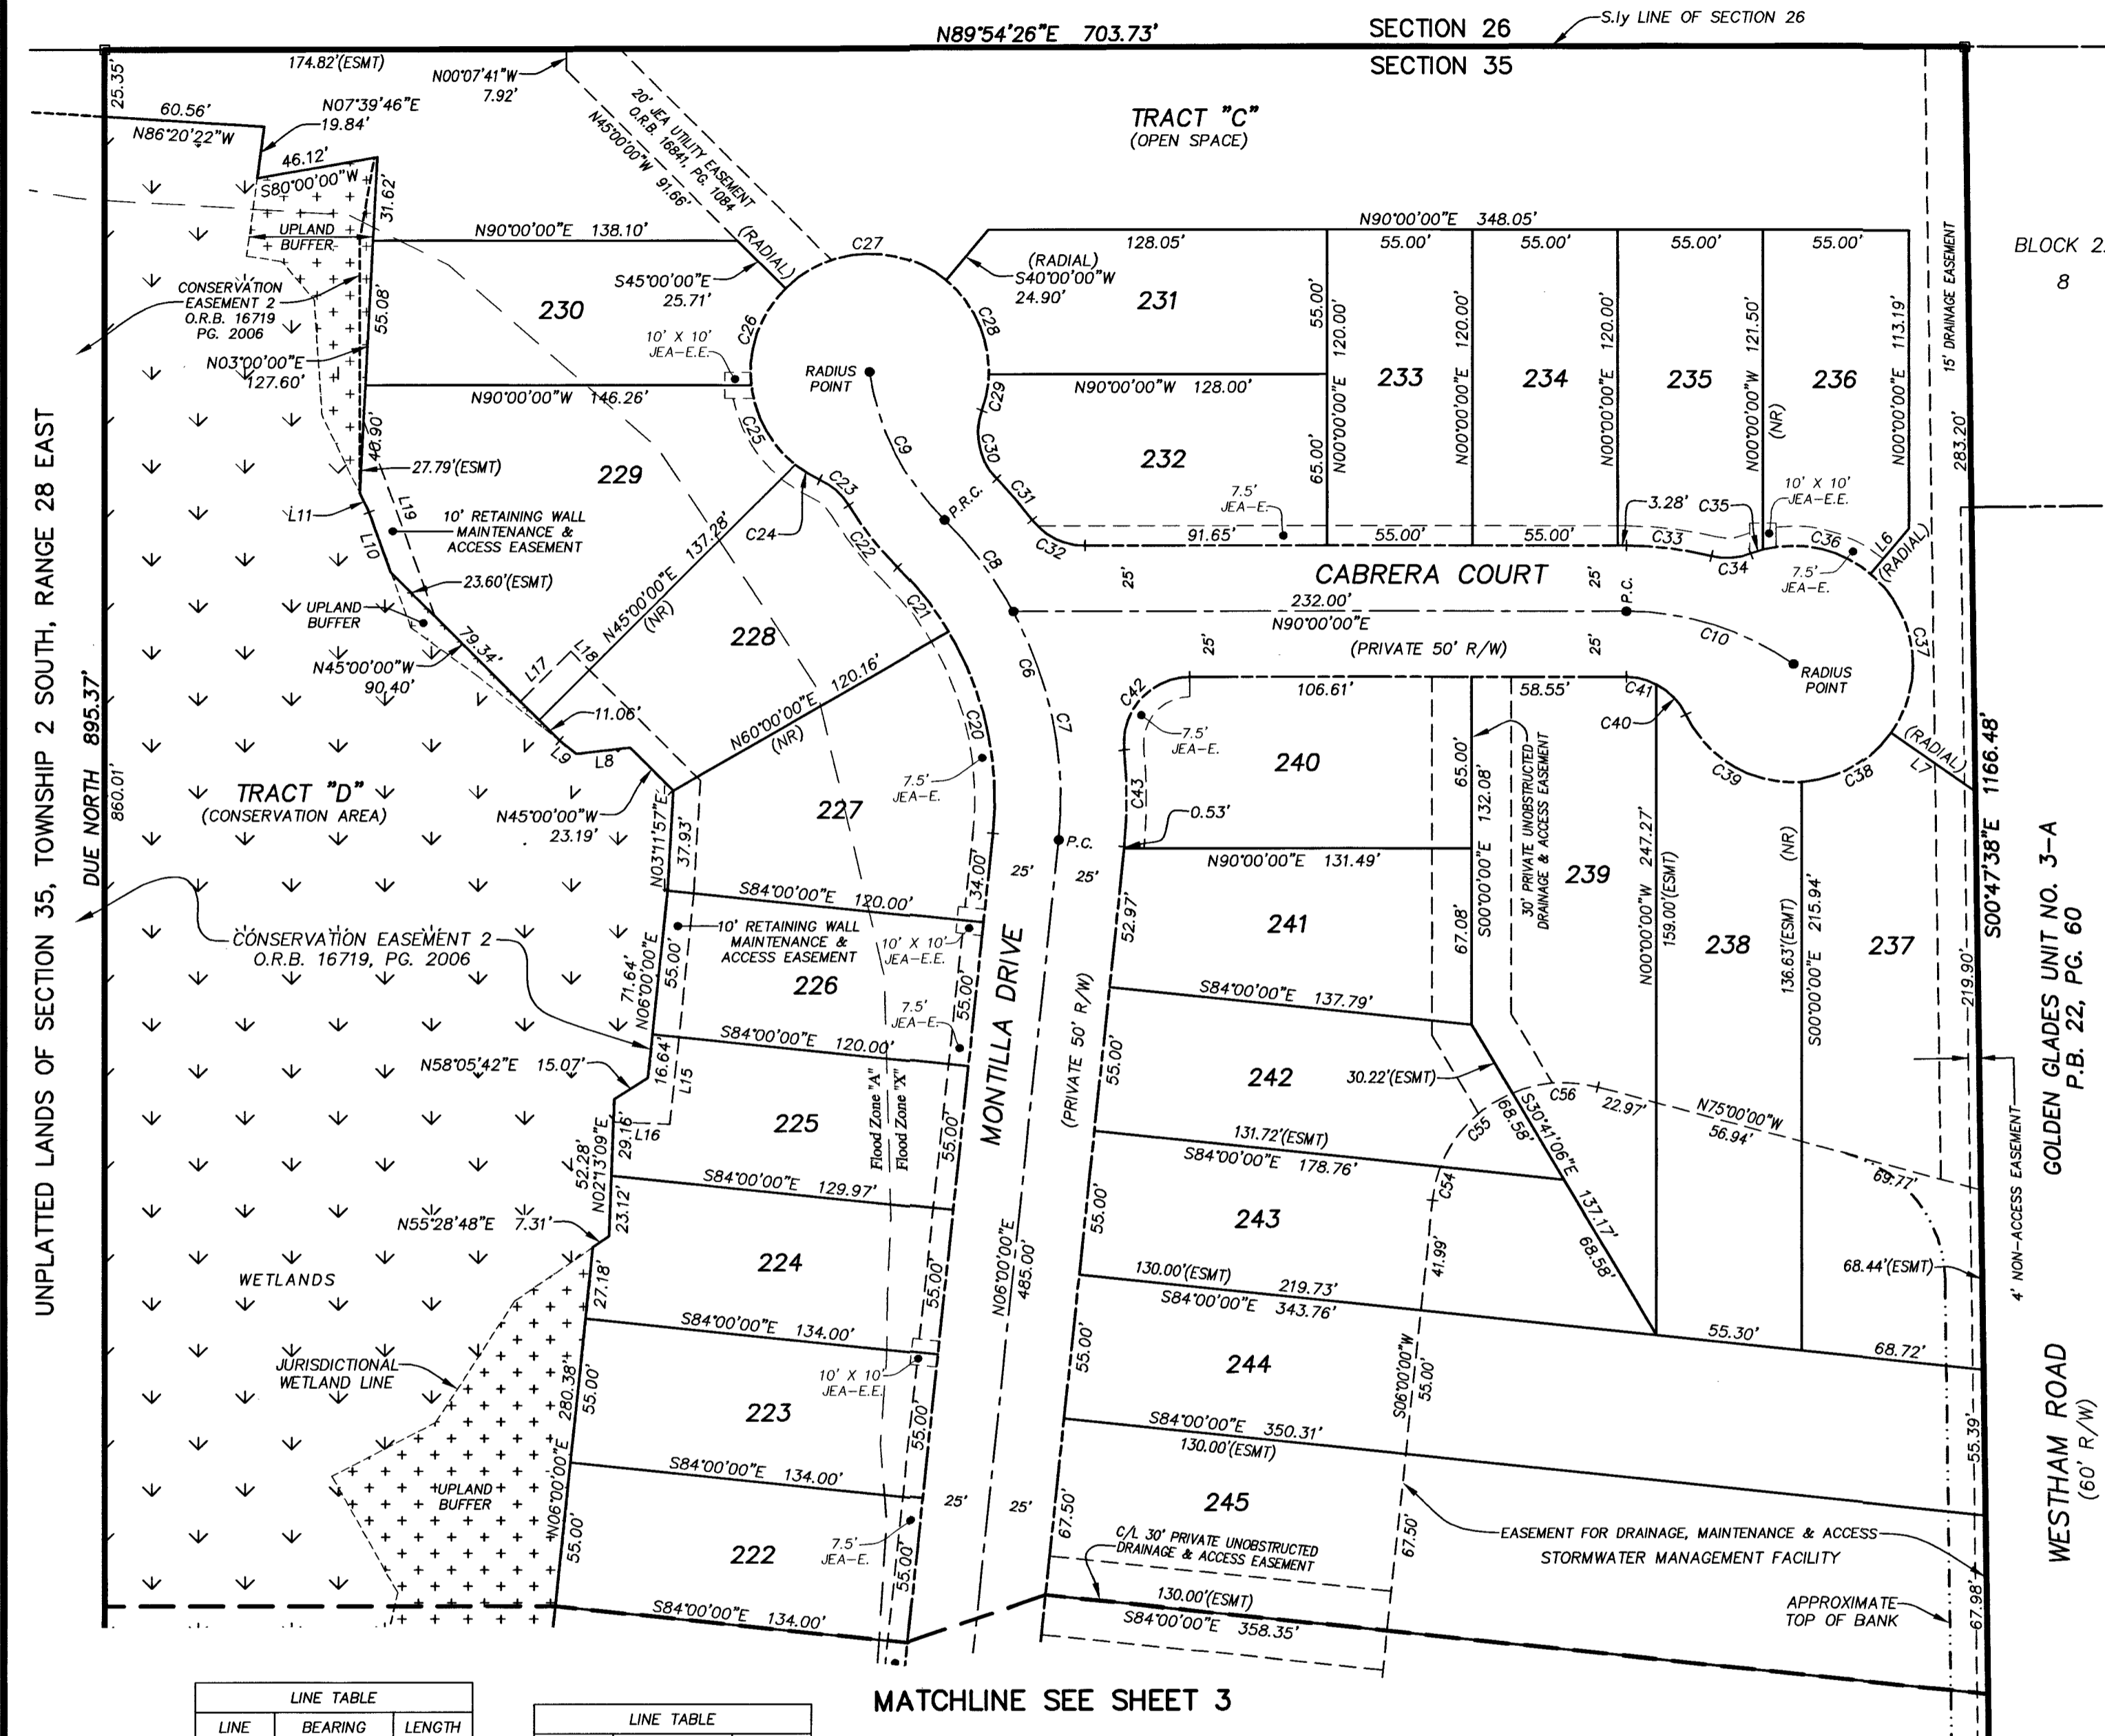 N89°54'26"E 703.73'
SECTION 26
S.ly LINE OF SECTION 26
SECTION 35
174.82'(ESMT)
N00°07'41"W
7.92'
25.35'
60.56'
N86°20'22"W
N07°39'46"E
19.84'
46.12'
S80°00'00"W
31.62'
20' JEA UTILITY EASEMENT
O.R.B. 16841, PG. 1084
N45°00'00"W 91.66'
(RADIAL)
TRACT "C"
(OPEN SPACE)
UPLAND
BUFFER
N90°00'00"E 138.10'
S45°00'00"E
25.71'
C27
(RADIAL)
S40°00'00"W
24.90'
N90°00'00"E 348.05'
128.05'
55.00'
55.00'
55.00'
55.00'
15' DRAINAGE EASEMENT
BLOCK 2
8
CONSERVATION
EASEMENT 2
O.R.B. 16719
PG. 2006
55.08'
N03°00'00"E
127.60'
230
C26
10' X 10'
JEA-E.E.
RADIUS
POINT
C28
231
55.00'
N00°00'00"E 120.00'
233
N00°00'00"E 120.00'
234
N00°00'00"E 120.00'
235
N00°00'00"W 121.50'
(NR)
236
N00°00'00"E 113.19'
283.20'
N90°00'00"W 146.26'
N90°00'00"W 128.00'
C29
C25
C9
C30
232
65.00'
40.90'
27.79'(ESMT)
229
C23
C31
P.R.C.
7.5'
JEA-E.
3.28'
C35
10' X 10'
JEA-E.E.
L11
L19
L10
10' RETAINING WALL
MAINTENANCE &
ACCESS EASEMENT
137.28'
N45°00'00"E
(NR)
C24
C22
C8
C32
91.65'
55.00'
55.00'
C33
C34
C36
L6
(RADIAL)
23.60'(ESMT)
CABRERA COURT
25'
25'
7.5'
JEA-E.
UPLAND
BUFFER
C21
232.00'
N90°00'00"E
P.C.
C10
C37
79.34'
228
L17
L18
25'
(PRIVATE 50' R/W)
25'
RADIUS
POINT
N45°00'00"W
90.40'
C6
C42
106.61'
58.55'
C41
C40
11.06'
N60°00'00"E 120.16'
(NR)
C20
C7
7.5'
JEA-E.
(RADIAL)
L7
L9
L8
C39
C38
UNPLATTED LANDS OF SECTION 35, TOWNSHIP 2 SOUTH, RANGE 28 EAST
DUE NORTH 895.37'
860.01'
TRACT "D"
(CONSERVATION AREA)
N45°00'00"W
23.19'
7.5'
JEA-E.
227
C43
240
65.00'
S00°00'00"E 132.08'
30' PRIVATE UNOBSTRUCTED
DRAINAGE & ACCESS EASEMENT
S00°47'38"E 1166.48'
0.53'
P.C.
N03°11'57"E
37.93'
34.00'
25'
25'
N90°00'00"E 131.49'
239
N00°00'00"W 247.27'
159.00'(ESMT)
238
136.63'(ESMT) (NR)
S00°00'00"E 215.94'
237
S84°00'00"E 120.00'
CONSERVATION EASEMENT 2
O.R.B. 16719, PG. 2006
10' RETAINING WALL
MAINTENANCE &
ACCESS EASEMENT
10' X 10'
JEA-E.E.
52.97'
241
67.08'
71.64'
N06°00'00"E
55.00'
226
55.00'
MONTILLA DRIVE
(PRIVATE 50' R/W)
S84°00'00"E 137.79'
219.90'
7.5'
JEA-E.
S84°00'00"E 120.00'
N58°05'42"E 15.07'
16.64'
L15
Flood Zone "A"
Flood Zone "X"
55.00'
242
30.22'(ESMT)
C56
22.97'
N75°00'00"W
56.94'
69.77'
C55
68.58'
S30°41'06"E
137.17'
68.58'
GOLDEN GLADES UNIT NO. 3-A
P.B. 22, PG. 60
4' NON-ACCESS EASEMENT
52.28'
N02°13'09"E
29.16'
L16
225
55.00'
131.72'(ESMT)
S84°00'00"E 178.76'
23.12'
S84°00'00"E 129.97'
C54
N55°28'48"E 7.31'
55.00'
243
41.99'
68.44'(ESMT)
WETLANDS
27.18'
224
55.00'
N06°00'00"E
485.00'
130.00'(ESMT) 219.73'
S84°00'00"E 343.76'
55.30'
68.72'
S84°00'00"E 134.00'
JURISDICTIONAL
WETLAND LINE
280.38'
55.00'
10' X 10'
JEA-E.E.
55.00'
244
S06°00'00"W
55.00'
55.39'
WESTHAM ROAD
(60' R/W)
223
55.00'
S84°00'00"E 350.31'
130.00'(ESMT)
S84°00'00"E 134.00'
UPLAND
BUFFER
N06°00'00"E
55.00'
25'
25'
67.50'
245
67.50'
EASEMENT FOR DRAINAGE, MAINTENANCE & ACCESS
STORMWATER MANAGEMENT FACILITY
222
7.5'
JEA-E.
55.00'
C/L 30' PRIVATE UNOBSTRUCTED
DRAINAGE & ACCESS EASEMENT
S84°00'00"E 134.00'
130.00'(ESMT)
S84°00'00"E 358.35'
APPROXIMATE
TOP OF BANK
67.98'
MATCHLINE SEE SHEET 3
LINE TABLE
LINE BEARING LENGTH
LINE TABLE